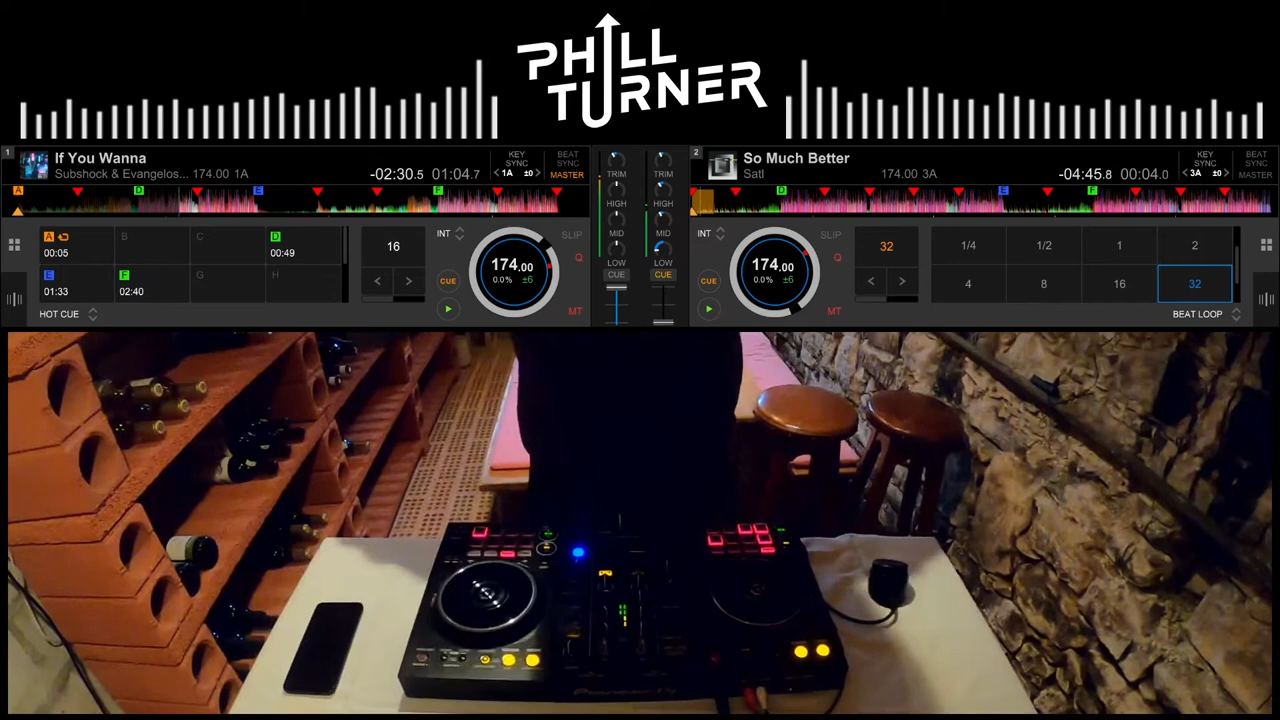 PHILL
TURNER
1
If You Wanna
Subshock & Evangelos... 174.00 1A
-02:30.5 01:04.7
KEY
SYNC
1A ±0
BEAT
SYNC
MASTER
A D E F
A
00:05
B
C
D
00:49
E
01:33
F
02:40
G
H
HOT CUE
16
INT
CUE
174.00
0.0% ±6
SLIP
Q
MT
TRIM TRIM
HIGH HIGH
MID MID
LOW LOW
CUE CUE
2
So Much Better
Satl 174.00 3A
-04:45.8 00:04.0
KEY
SYNC
3A ±0
BEAT
SYNC
MASTER
D E F
INT
CUE
174.00
0.0% ±6
SLIP
Q
MT
32
1/4 1/2 1 2
4 8 16 32
BEAT LOOP
Pioneer DJ